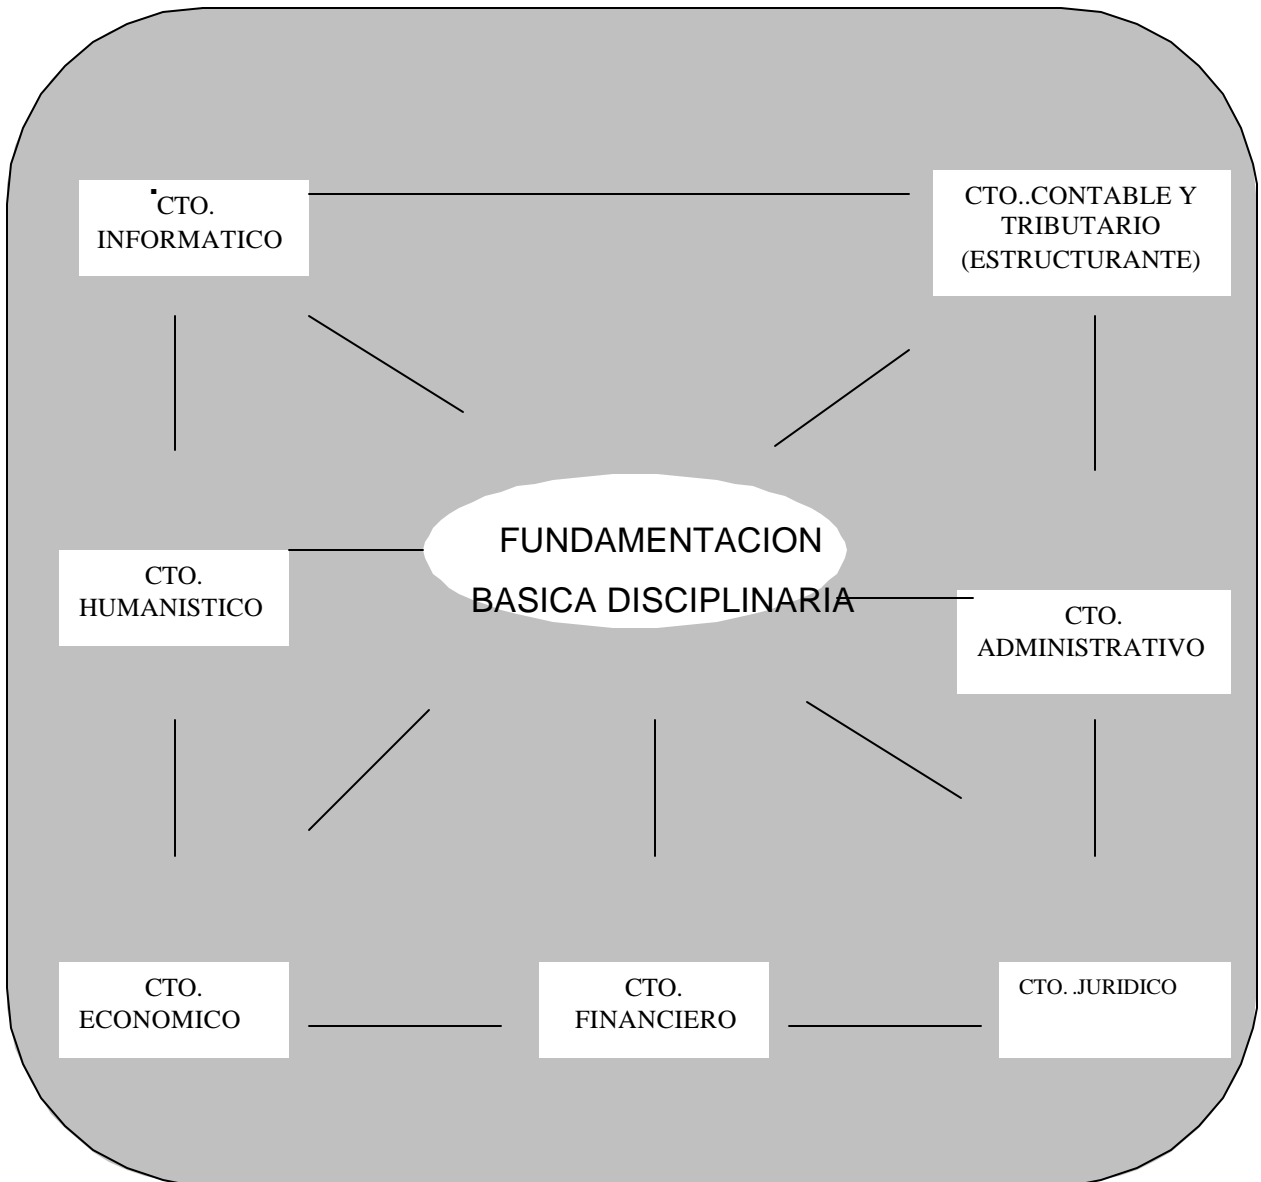 CTO.
INFORMATICO
CTO..CONTABLE Y
TRIBUTARIO
(ESTRUCTURANTE)
FUNDAMENTACION
BASICA DISCIPLINARIA
CTO.
HUMANISTICO
CTO.
ADMINISTRATIVO
CTO.
ECONOMICO
CTO.
FINANCIERO
CTO. .JURIDICO